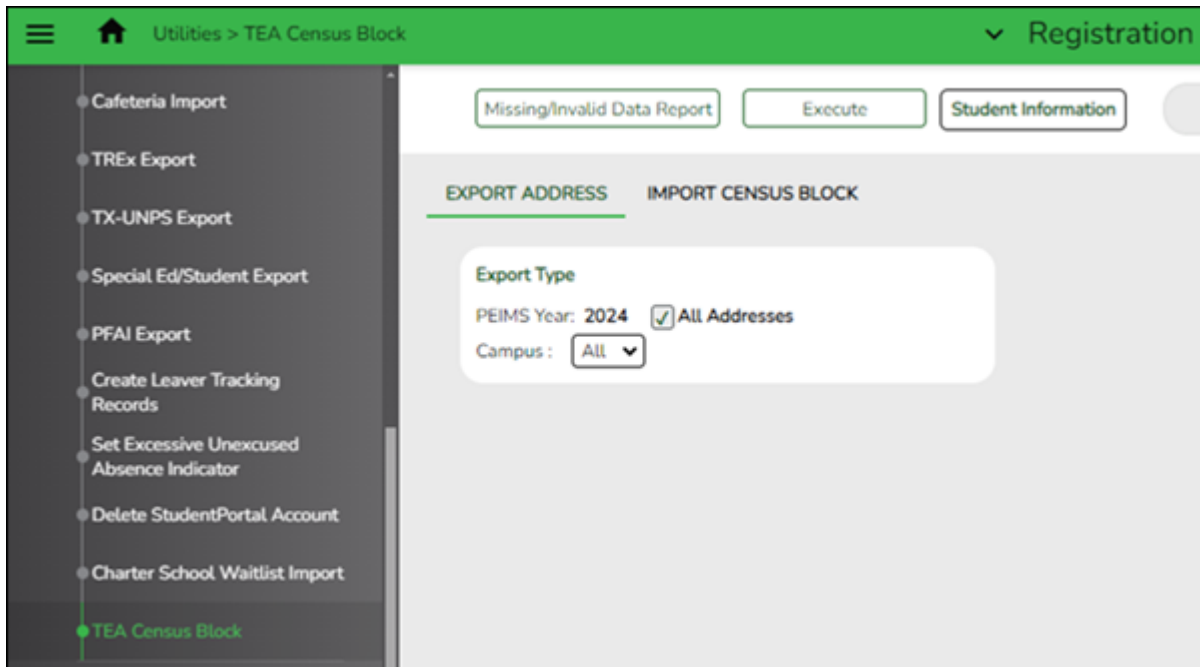 Utilities > TEA Census Block
Registration
Cafeteria Import
TREx Export
TX-UNPS Export
Special Ed/Student Export
PFAI Export
Create Leaver Tracking
Records
Set Excessive Unexcused
Absence Indicator
Delete StudentPortal Account
Charter School Waitlist Import
TEA Census Block
Missing/Invalid Data Report
Execute
Student Information
EXPORT ADDRESS
IMPORT CENSUS BLOCK
Export Type
PEIMS Year: 2024 All Addresses
Campus : All